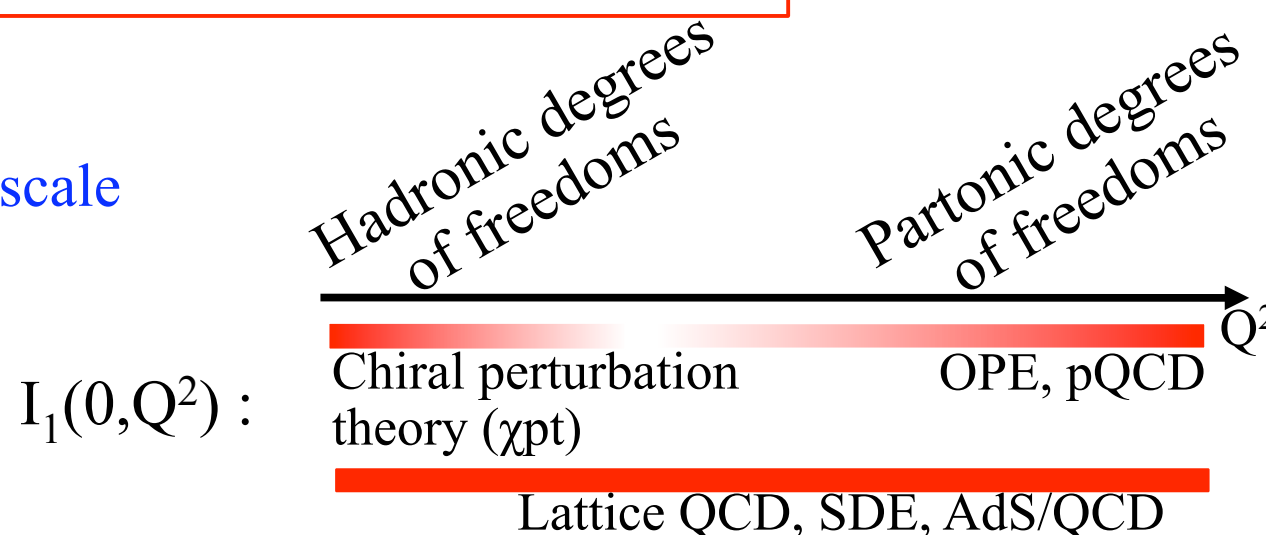 Hadronic degrees
of freedoms
Partonic degrees
of freedoms
scale
Q²
Chiral perturbation
theory (χpt)
OPE, pQCD
I₁(0,Q²) :
Lattice QCD, SDE, AdS/QCD